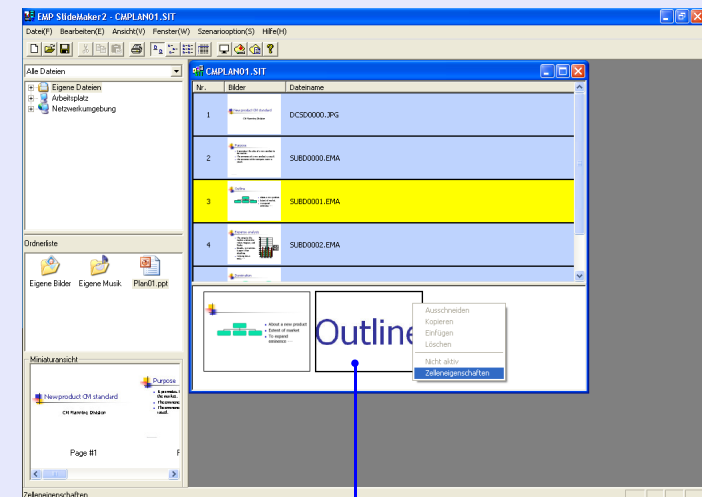 EMP SlideMaker2 - CMPLAN01.SIT
Datei(F) Bearbeiten(E) Ansicht(V) Fenster(W) Szenariooption(S) Hilfe(H)
Alle Dateien
Eigene Dateien
Arbeitsplatz
Netzwerkumgebung
Ordnerliste
Eigene Bilder Eigene Musik Plan01.ppt
Miniaturansicht
New product CM standard
CM Planning Division
Page #1
Purpose
CMPLAN01.SIT
Nr. Bilder Dateiname
1 New product CM standard DCSD0000.JPG
2 Purpose SUBD0000.EMA
3 Outline SUBD0001.EMA
4 Expense analysis SUBD0002.EMA
About a new product
Extent of market
To expand
Outline
Ausschneiden
Kopieren
Einfügen
Löschen
Nicht aktiv
Zelleneigenschaften
Zelleneigenschaften